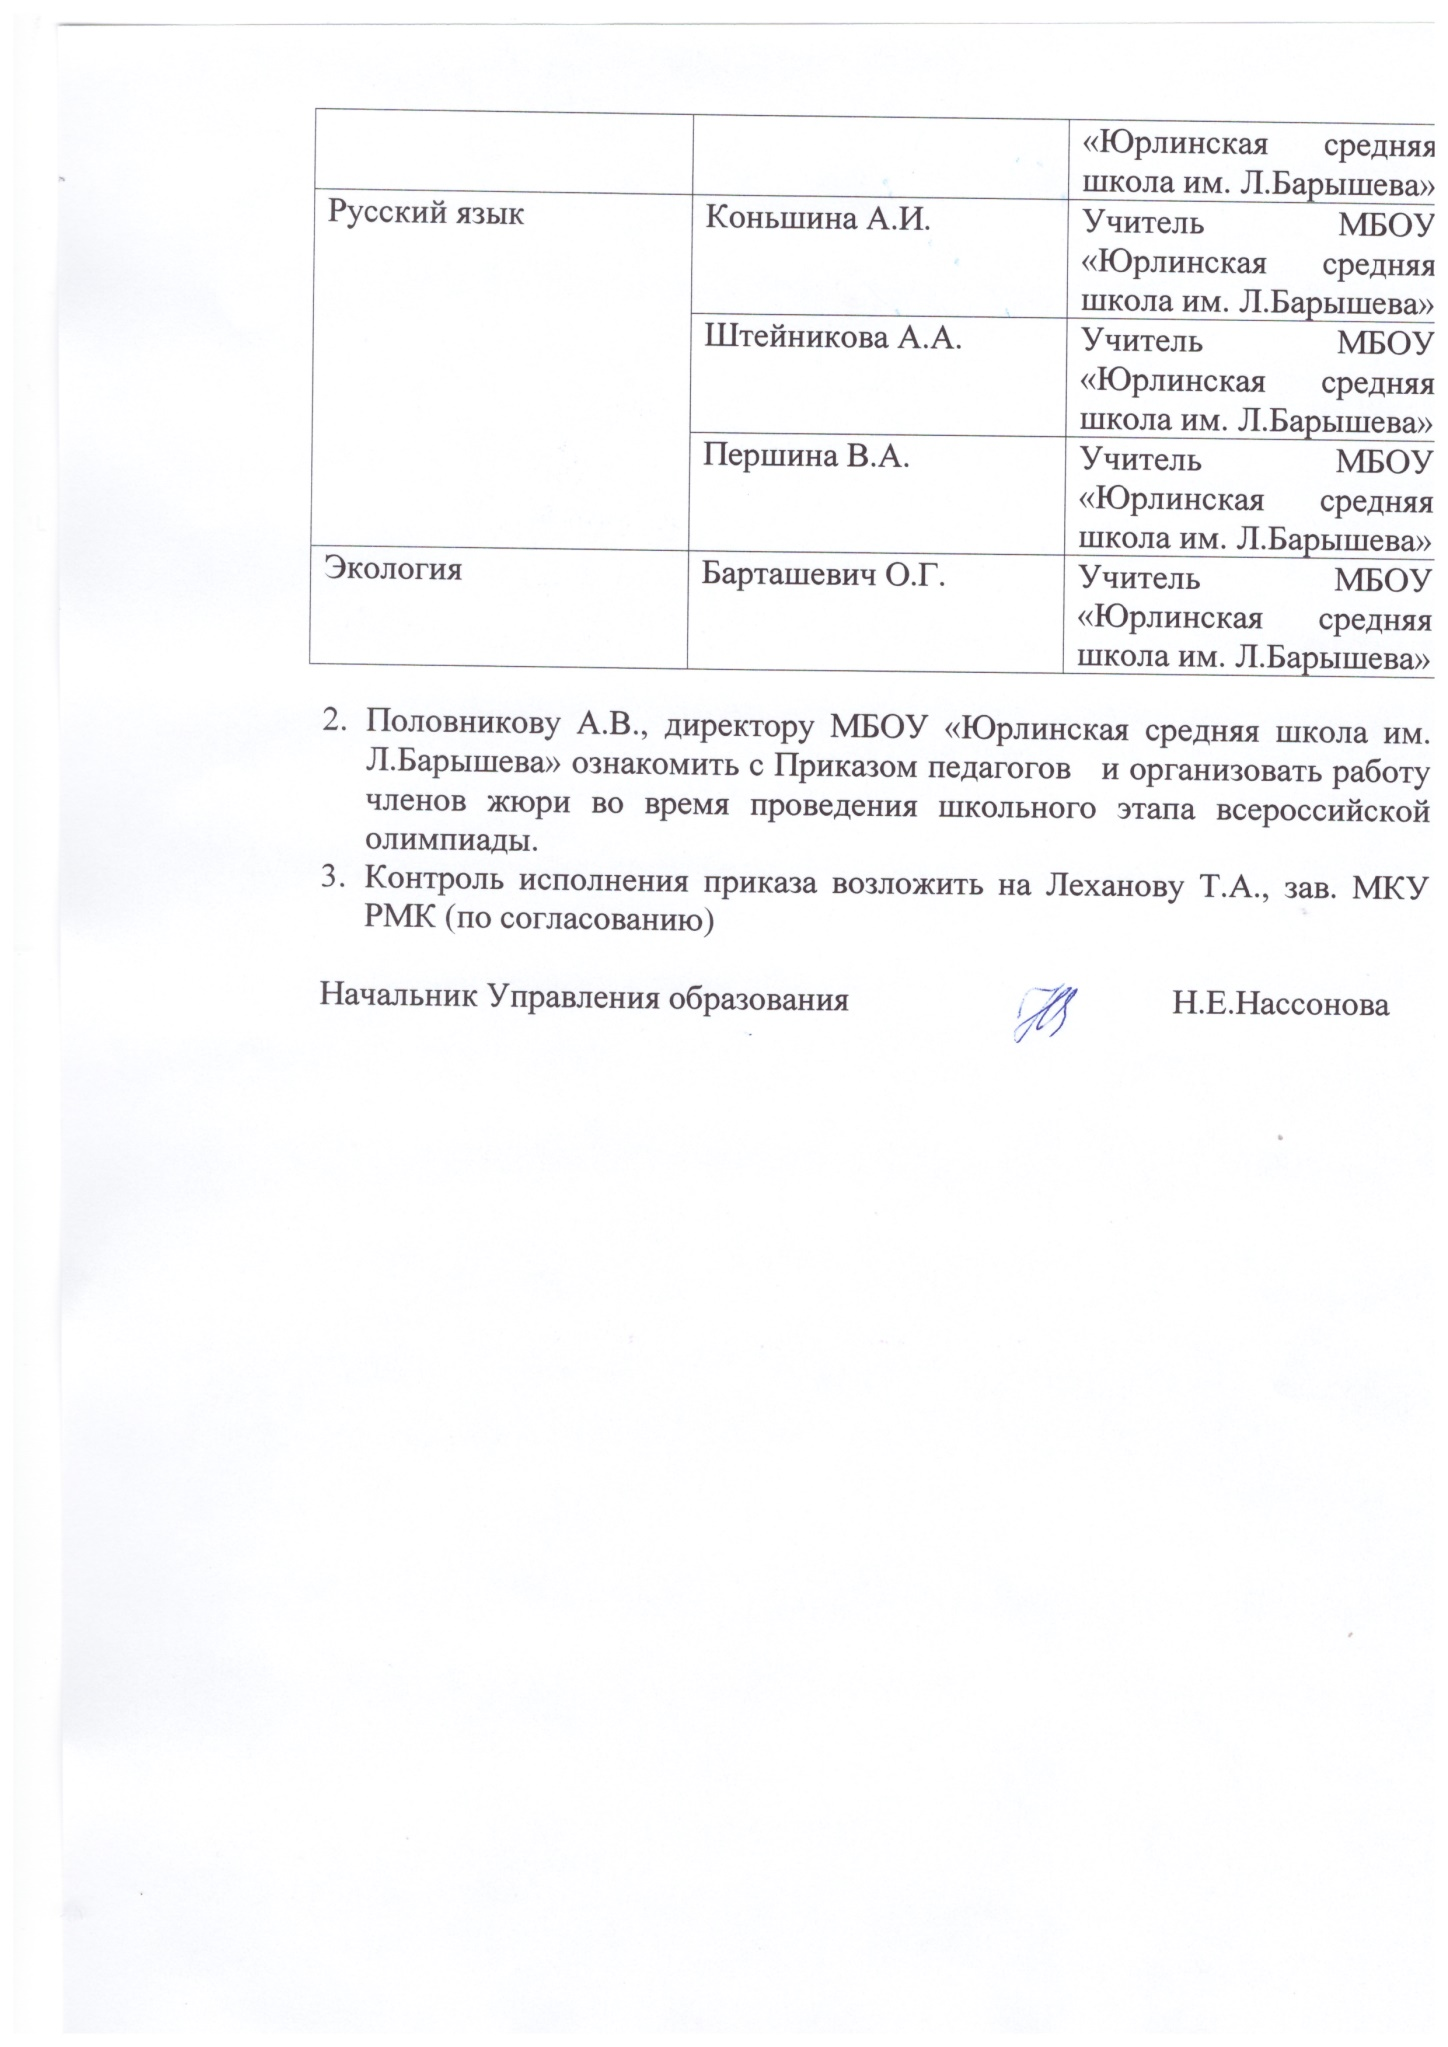 «Юрлинская средняя
школа им. Л.Барышева»
Русский язык
Коньшина А.И.
Учитель МБОУ
«Юрлинская средняя
школа им. Л.Барышева»
Штейникова А.А.
Учитель МБОУ
«Юрлинская средняя
школа им. Л.Барышева»
Першина В.А.
Учитель МБОУ
«Юрлинская средняя
школа им. Л.Барышева»
Экология
Барташевич О.Г.
Учитель МБОУ
«Юрлинская средняя
школа им. Л.Барышева»
2. Половникову А.В., директору МБОУ «Юрлинская средняя школа им.
Л.Барышева» ознакомить с Приказом педагогов и организовать работу
членов жюри во время проведения школьного этапа всероссийской
олимпиады.
3. Контроль исполнения приказа возложить на Леханову Т.А., зав. МКУ
РМК (по согласованию)
Начальник Управления образования Н.Е.Нассонова